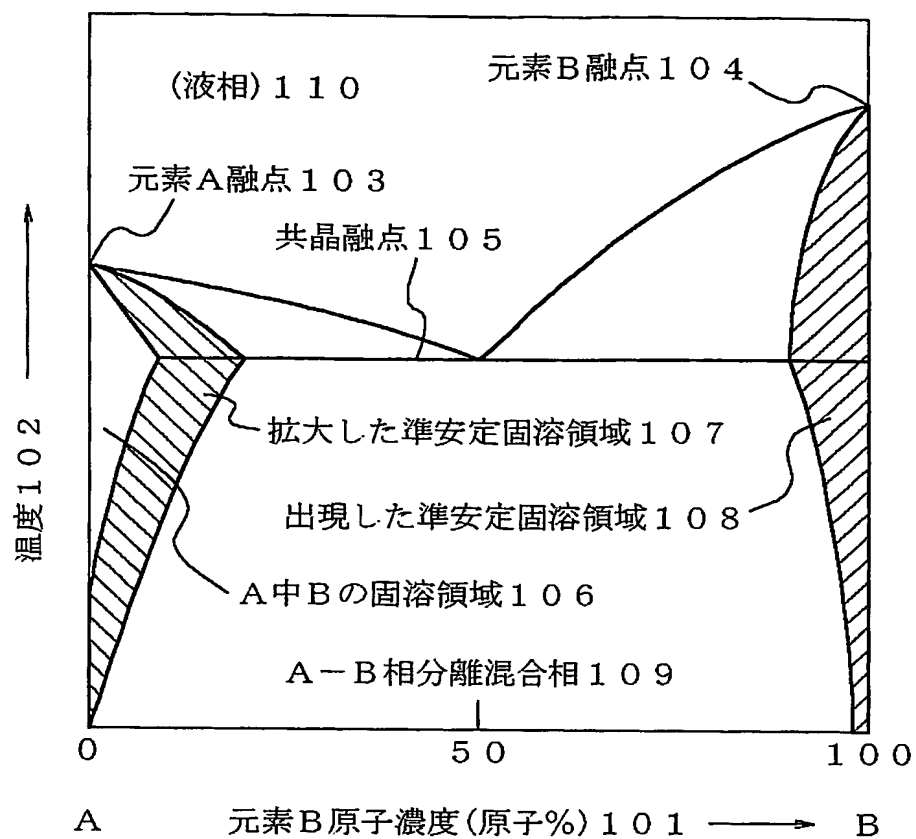 (液相)１１０
元素Ｂ融点１０４
元素Ａ融点１０３
共晶融点１０５
温度１０２
拡大した準安定固溶領域１０７
出現した準安定固溶領域１０８
Ａ中Ｂの固溶領域１０６
Ａ－Ｂ相分離混合相１０９
０
５０
１００
Ａ
元素Ｂ原子濃度(原子％)１０１
Ｂ